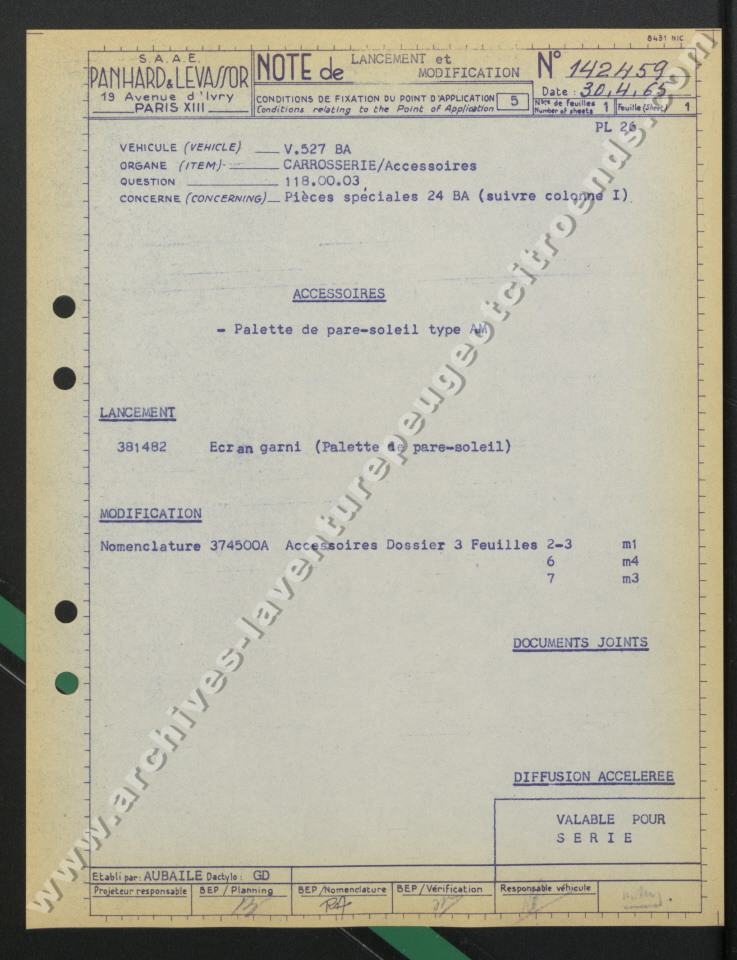 8431 NIC
S.A.A.E.
PANHARD & LEVASSOR
19 Avenue d'Ivry
PARIS XIII
NOTE de LANCEMENT et
MODIFICATION
CONDITIONS DE FIXATION DU POINT D'APPLICATION 5
Conditions relating to the Point of Application
N° 142459
Date : 30.4.65
Nbre de feuilles 1 Feuille (Sheet) 1
Number of sheets
PL 26
VEHICULE (VEHICLE) V.527 BA
ORGANE (ITEM) CARROSSERIE/Accessoires
QUESTION 118.00.03
CONCERNE (CONCERNING) Pièces spéciales 24 BA (suivre colonne I)
ACCESSOIRES
- Palette de pare-soleil type AM
LANCEMENT
381482 Ecran garni (Palette de pare-soleil)
MODIFICATION
Nomenclature 374500A Accessoires Dossier 3 Feuilles 2-3 m1
6 m4
7 m3
DOCUMENTS JOINTS
DIFFUSION ACCELEREE
VALABLE POUR
SERIE
Etabli par: AUBAILE Dactylo: GD
Projeteur responsable BEP / Planning BEP / Nomenclature BEP / Vérification Responsable véhicule
RA
www.archives-laventurepeugeotcitroends.com